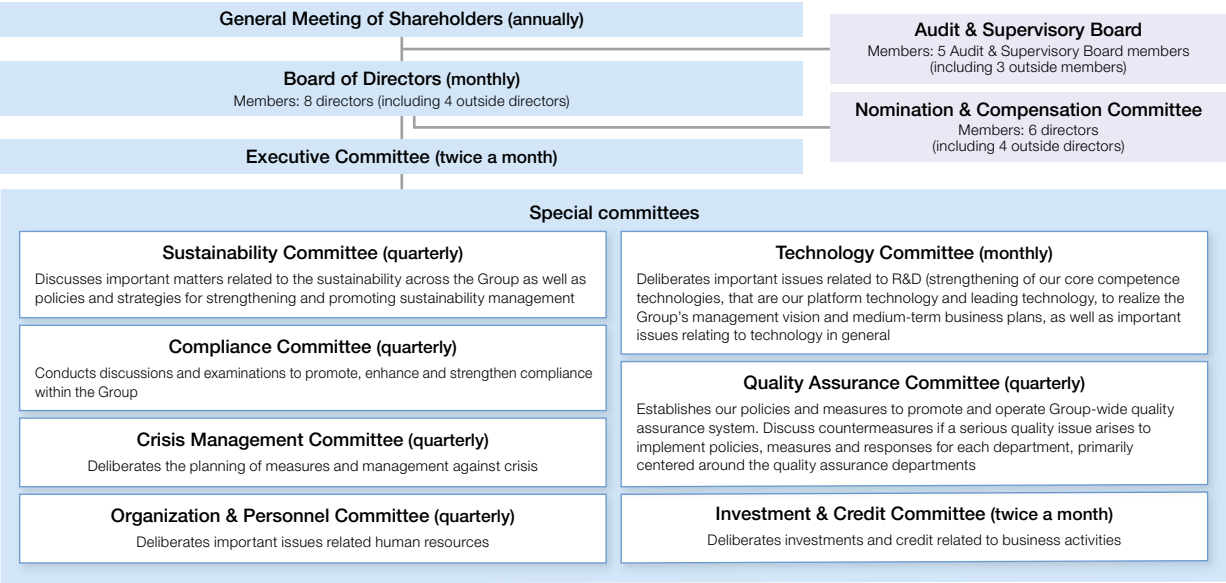 General Meeting of Shareholders (annually)
Audit & Supervisory Board
Members: 5 Audit & Supervisory Board members
(including 3 outside members)
Board of Directors (monthly)
Members: 8 directors (including 4 outside directors)
Nomination & Compensation Committee
Members: 6 directors
(including 4 outside directors)
Executive Committee (twice a month)
Special committees
Sustainability Committee (quarterly)
Discusses important matters related to the sustainability across the Group as well as
policies and strategies for strengthening and promoting sustainability management
Compliance Committee (quarterly)
Conducts discussions and examinations to promote, enhance and strengthen compliance
within the Group
Crisis Management Committee (quarterly)
Deliberates the planning of measures and management against crisis
Organization & Personnel Committee (quarterly)
Deliberates important issues related human resources
Technology Committee (monthly)
Deliberates important issues related to R&D (strengthening of our core competence
technologies, that are our platform technology and leading technology, to realize the
Group's management vision and medium-term business plans, as well as important
issues relating to technology in general
Quality Assurance Committee (quarterly)
Establishes our policies and measures to promote and operate Group-wide quality
assurance system. Discuss countermeasures if a serious quality issue arises to
implement policies, measures and responses for each department, primarily
centered around the quality assurance departments
Investment & Credit Committee (twice a month)
Deliberates investments and credit related to business activities